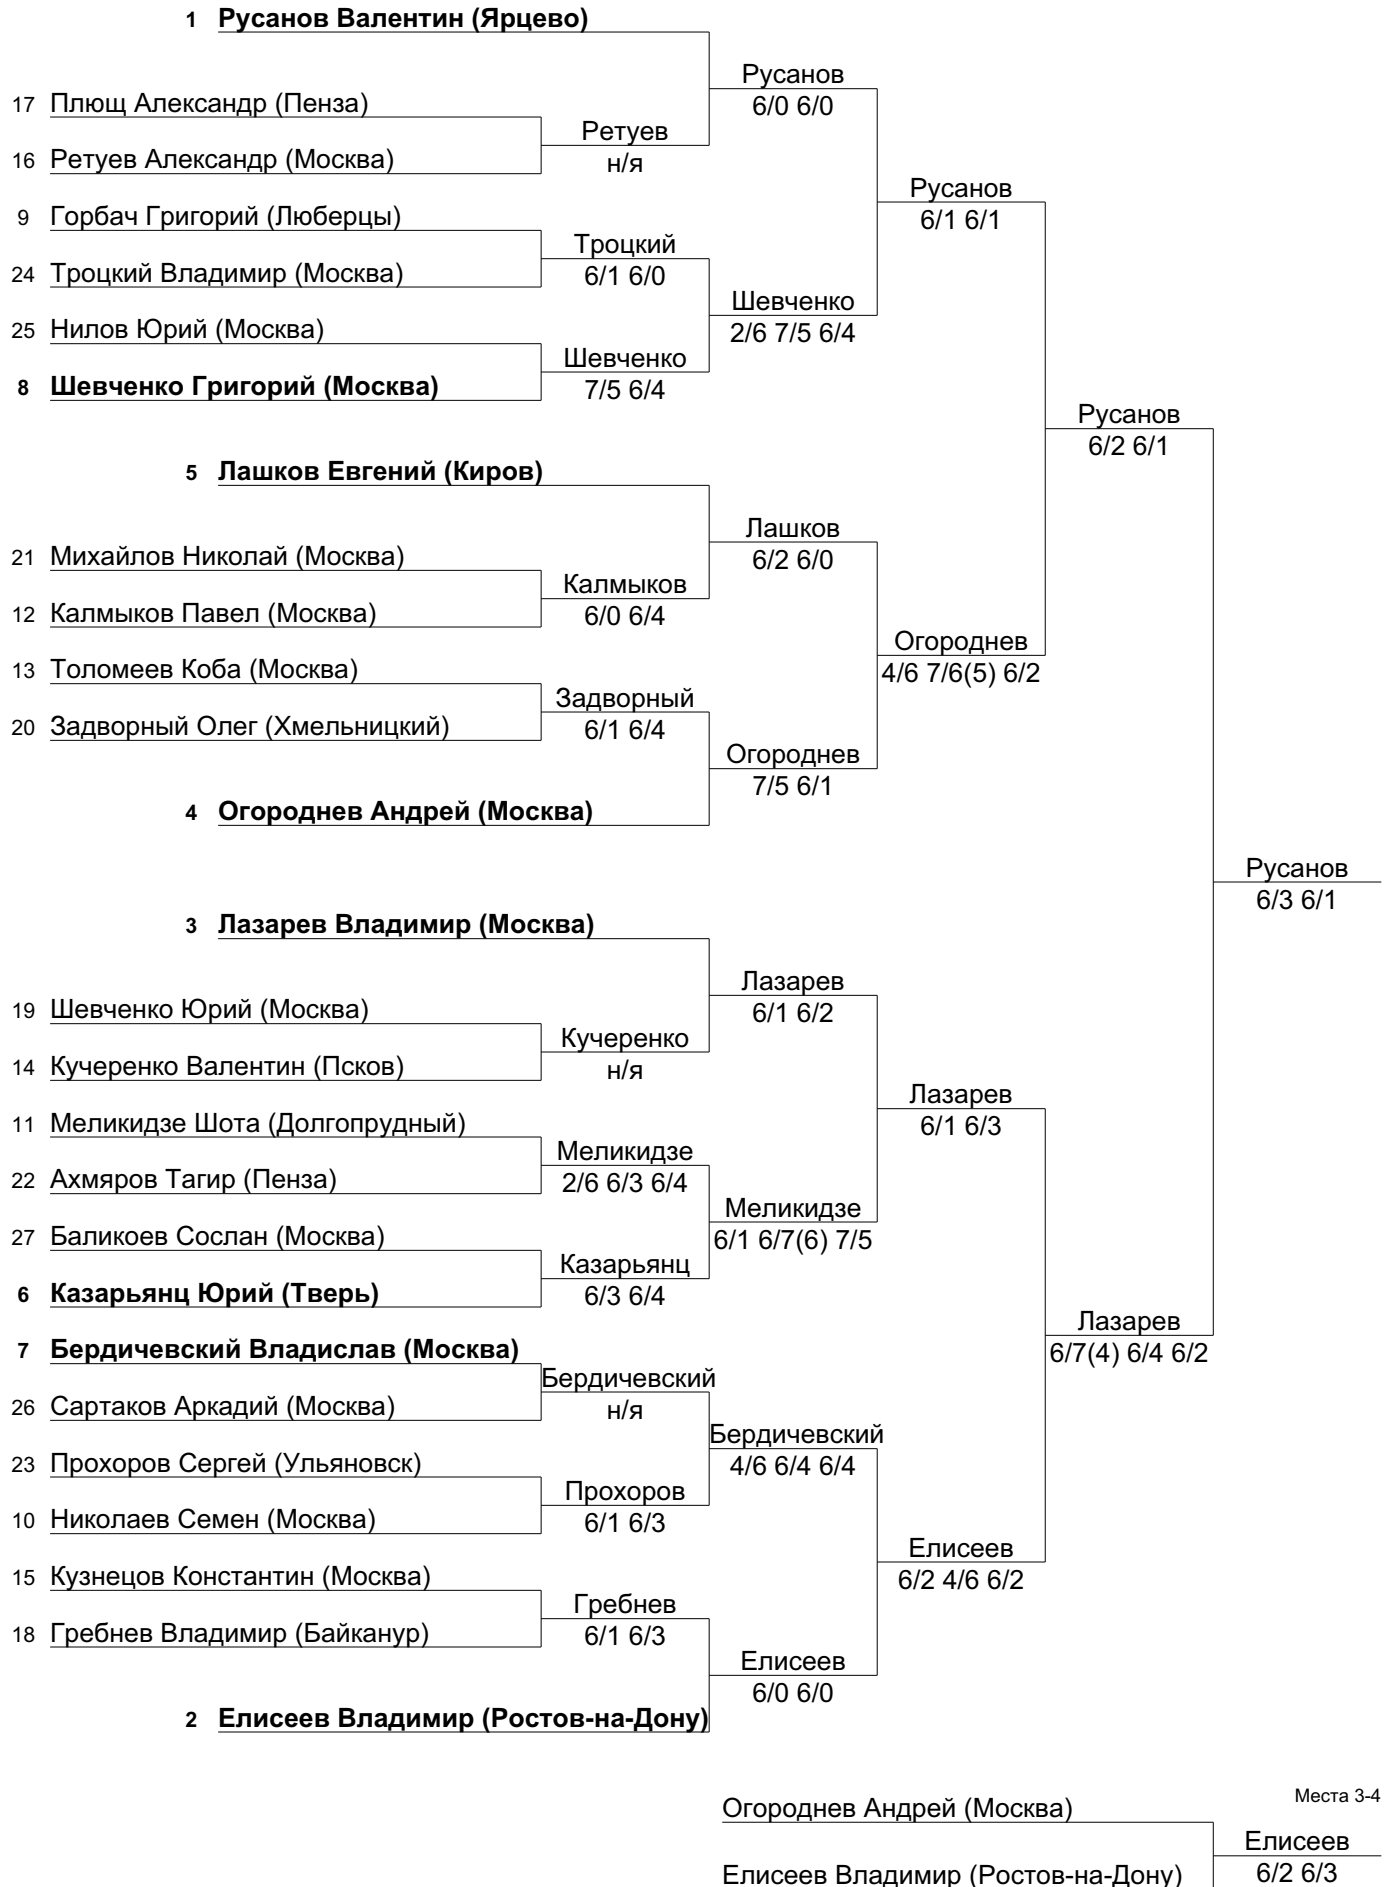 1 Русанов Валентин (Ярцево)
Русанов
17 Плющ Александр (Пенза)
6/0 6/0
Ретуев
16 Ретуев Александр (Москва)
н/я
Русанов
9 Горбач Григорий (Люберцы)
6/1 6/1
Троцкий
24 Троцкий Владимир (Москва)
6/1 6/0
Шевченко
25 Нилов Юрий (Москва)
2/6 7/5 6/4
Шевченко
8 Шевченко Григорий (Москва)
7/5 6/4
Русанов
6/2 6/1
5 Лашков Евгений (Киров)
Лашков
21 Михайлов Николай (Москва)
6/2 6/0
Калмыков
12 Калмыков Павел (Москва)
6/0 6/4
Огороднев
13 Толомеев Коба (Москва)
4/6 7/6(5) 6/2
Задворный
20 Задворный Олег (Хмельницкий)
6/1 6/4
Огороднев
7/5 6/1
4 Огороднев Андрей (Москва)
Русанов
6/3 6/1
3 Лазарев Владимир (Москва)
Лазарев
19 Шевченко Юрий (Москва)
6/1 6/2
Кучеренко
14 Кучеренко Валентин (Псков)
н/я
Лазарев
11 Меликидзе Шота (Долгопрудный)
6/1 6/3
Меликидзе
22 Ахмяров Тагир (Пенза)
2/6 6/3 6/4
Меликидзе
27 Баликоев Сослан (Москва)
6/1 6/7(6) 7/5
Казарьянц
6 Казарьянц Юрий (Тверь)
6/3 6/4
Лазарев
7 Бердичевский Владислав (Москва)
6/7(4) 6/4 6/2
Бердичевский
26 Сартаков Аркадий (Москва)
н/я
Бердичевский
23 Прохоров Сергей (Ульяновск)
4/6 6/4 6/4
Прохоров
10 Николаев Семен (Москва)
6/1 6/3
Елисеев
15 Кузнецов Константин (Москва)
6/2 4/6 6/2
Гребнев
18 Гребнев Владимир (Байканур)
6/1 6/3
Елисеев
6/0 6/0
2 Елисеев Владимир (Ростов-на-Дону)
Места 3-4
Огороднев Андрей (Москва)
Елисеев
Елисеев Владимир (Ростов-на-Дону)
6/2 6/3